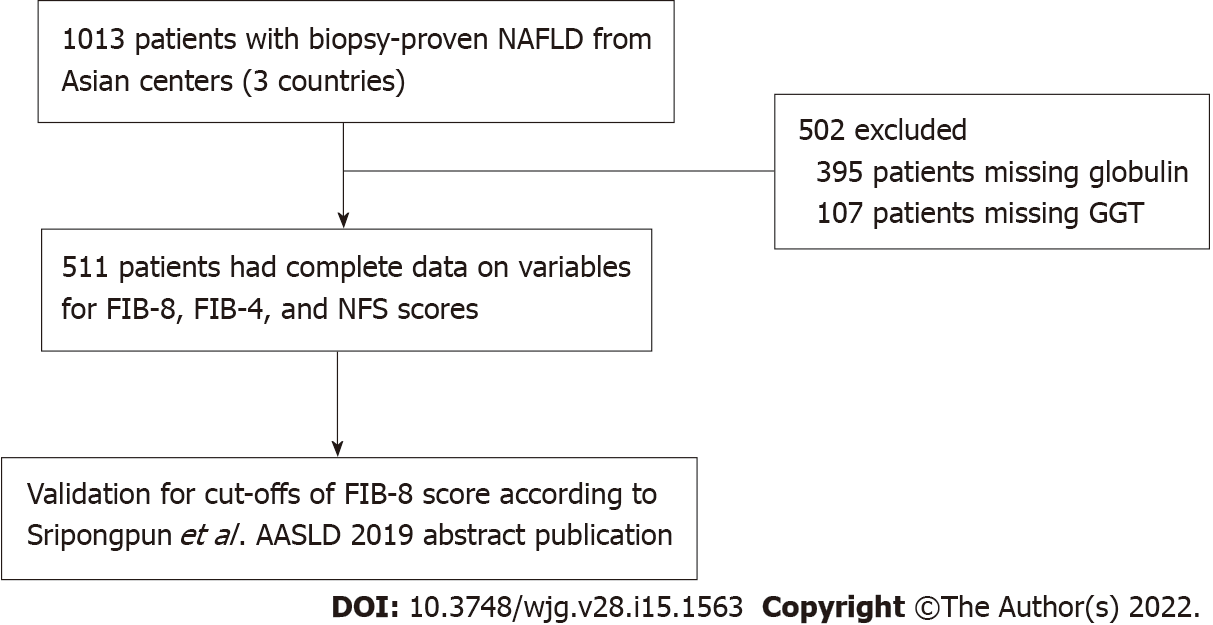 1013 patients with biopsy-proven NAFLD from
Asian centers (3 countries)
502 excluded
395 patients missing globulin
107 patients missing GGT
511 patients had complete data on variables
for FIB-8, FIB-4, and NFS scores
Validation for cut-offs of FIB-8 score according to
Sripongpun et al. AASLD 2019 abstract publication
DOI: 10.3748/wjg.v28.i15.1563 Copyright ©The Author(s) 2022.